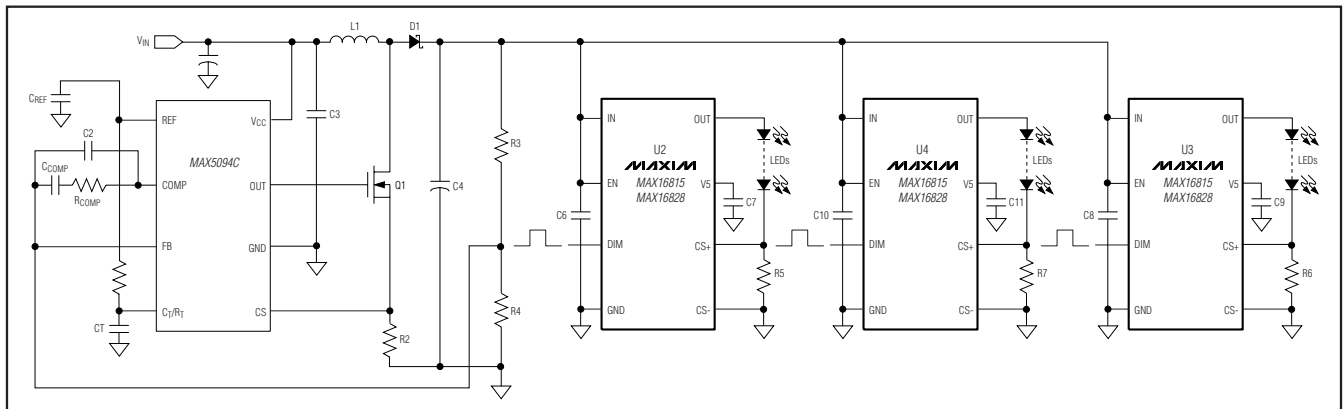 VIN
L1
D1
CREF
REF
VCC
C3
C2
MAX5094C
CCOMP
RCOMP
COMP
OUT
Q1
FB
GND
CT
CT/RT
CS
R2
C4
R3
R4
C6
IN
OUT
U2
MAXIM
MAX16815
MAX16828
EN
V5
DIM
CS+
GND
CS-
LEDs
C7
R5
C10
IN
OUT
U4
MAXIM
MAX16815
MAX16828
EN
V5
DIM
CS+
GND
CS-
LEDs
C11
R7
C8
IN
OUT
U3
MAXIM
MAX16815
MAX16828
EN
V5
DIM
CS+
GND
CS-
LEDs
C9
R6